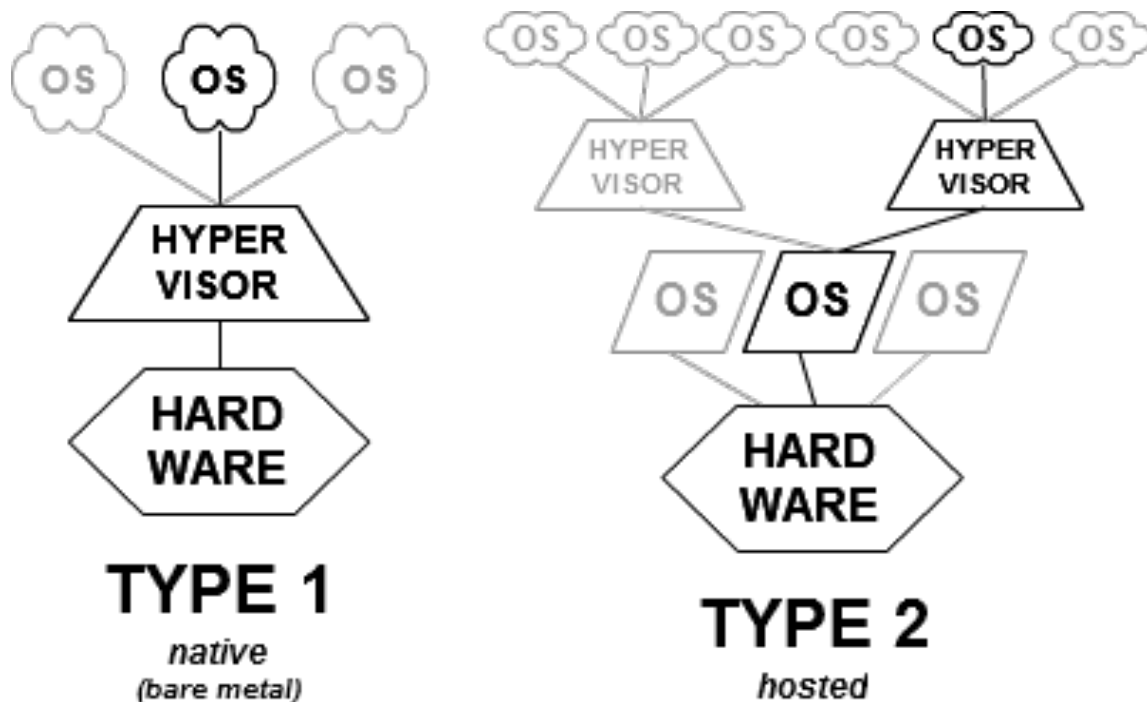 OS OS OS
HYPER
VISOR
HARD
WARE
TYPE 1
native
(bare metal)
OS OS OS OS OS OS
HYPER
VISOR
HYPER
VISOR
OS OS OS
HARD
WARE
TYPE 2
hosted